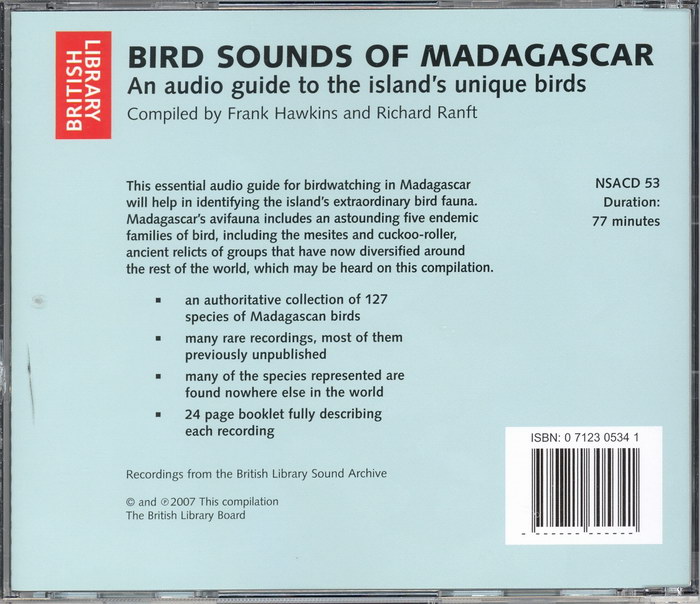 BRITISH
LIBRARY
BIRD SOUNDS OF MADAGASCAR
An audio guide to the island's unique birds
Compiled by Frank Hawkins and Richard Ranft
This essential audio guide for birdwatching in Madagascar
will help in identifying the island's extraordinary bird fauna.
Madagascar's avifauna includes an astounding five endemic
families of bird, including the mesites and cuckoo-roller,
ancient relicts of groups that have now diversified around
the rest of the world, which may be heard on this compilation.
NSACD 53
Duration:
77 minutes
▪ an authoritative collection of 127
species of Madagascan birds
▪ many rare recordings, most of them
previously unpublished
▪ many of the species represented are
found nowhere else in the world
▪ 24 page booklet fully describing
each recording
Recordings from the British Library Sound Archive
© and ℗2007 This compilation
The British Library Board
ISBN: 0 7123 0534 1